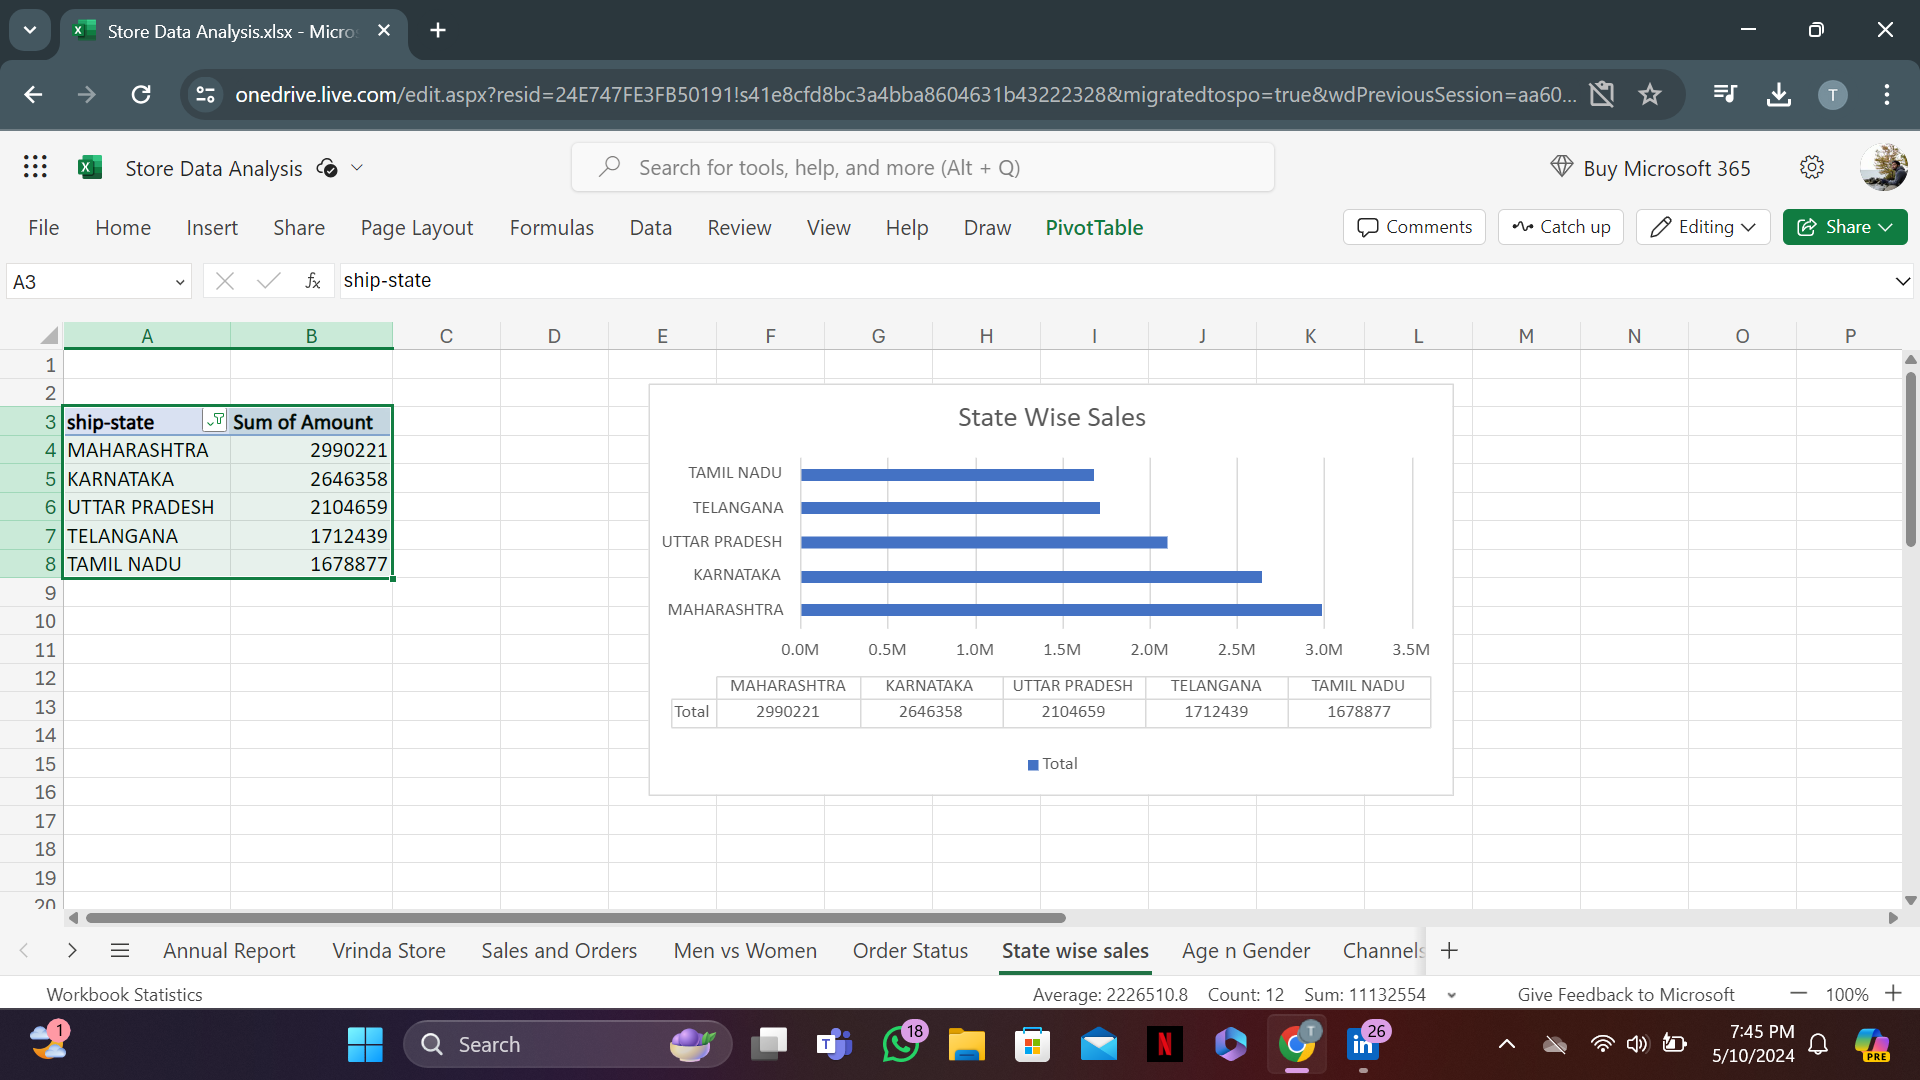 Store Data Analysis.xlsx - Micro
onedrive.live.com/edit.aspx?resid=24E747FE3FB50191!s41e8cfd8bc3a4bba8604631b43222328&migratedtospo=true&wdPreviousSession=aa60...
T
Store Data Analysis
Search for tools, help, and more (Alt + Q)
Buy Microsoft 365
File Home Insert Share Page Layout Formulas Data Review View Help Draw PivotTable
Comments Catch up Editing Share
A3 fx ship-state
A B C D E F G H I J K L M N O P
1
2
3 ship-state Sum of Amount
4 MAHARASHTRA 2990221
5 KARNATAKA 2646358
6 UTTAR PRADESH 2104659
7 TELANGANA 1712439
8 TAMIL NADU 1678877
9
10
11
12
13
14
15
16
17
18
19
20
State Wise Sales
TAMIL NADU
TELANGANA
UTTAR PRADESH
KARNATAKA
MAHARASHTRA
0.0M 0.5M 1.0M 1.5M 2.0M 2.5M 3.0M 3.5M
MAHARASHTRA KARNATAKA UTTAR PRADESH TELANGANA TAMIL NADU
Total 2990221 2646358 2104659 1712439 1678877
Total
Annual Report Vrinda Store Sales and Orders Men vs Women Order Status State wise sales Age n Gender Channels
Workbook Statistics Average: 2226510.8 Count: 12 Sum: 11132554 Give Feedback to Microsoft 100%
1
Search
T
18
N
T
in
26
7:45 PM
5/10/2024
PRE